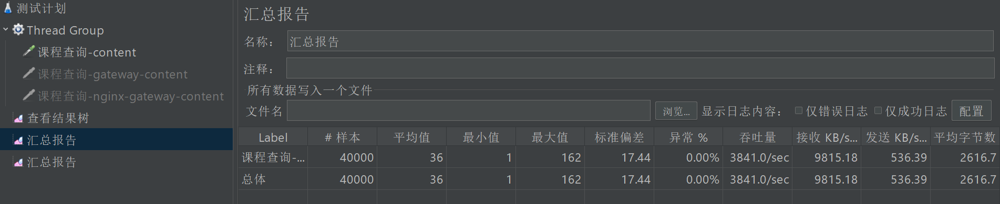 测试计划
Thread Group
课程查询-content
课程查询-gateway-content
课程查询-nginx-gateway-content
查看结果树
汇总报告
汇总报告
汇总报告
名称： 汇总报告
注释：
所有数据写入一个文件
文件名 浏览... 显示日志内容： 仅错误日志 仅成功日志 配置
Label # 样本 平均值 最小值 最大值 标准偏差 异常 % 吞吐量 接收 KB/s... 发送 KB/s... 平均字节数
课程查询-... 40000 36 1 162 17.44 0.00% 3841.0/sec 9815.18 536.39 2616.7
总体 40000 36 1 162 17.44 0.00% 3841.0/sec 9815.18 536.39 2616.7